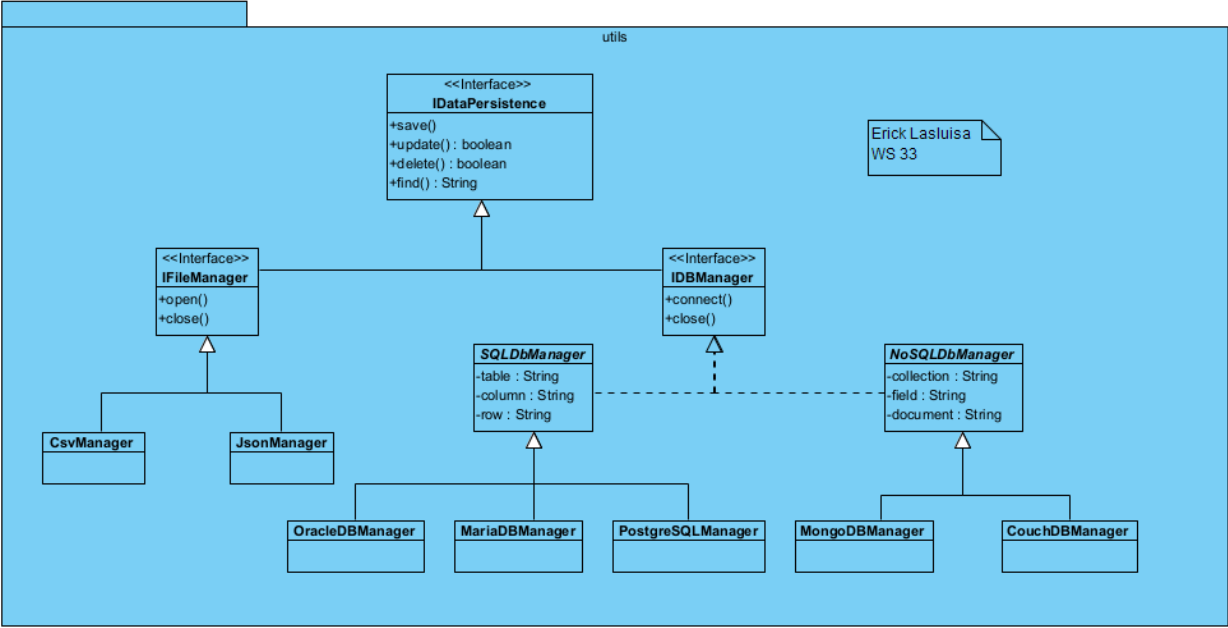 utils
<<Interface>>
IDataPersistence
+save()
+update() : boolean
+delete() : boolean
+find() : String
Erick Lasluisa
WS 33
<<Interface>>
IFileManager
+open()
+close()
<<Interface>>
IDBManager
+connect()
+close()
SQLDbManager
-table : String
-column : String
-row : String
NoSQLDbManager
-collection : String
-field : String
-document : String
CsvManager
JsonManager
OracleDBManager
MariaDBManager
PostgreSQLManager
MongoDBManager
CouchDBManager